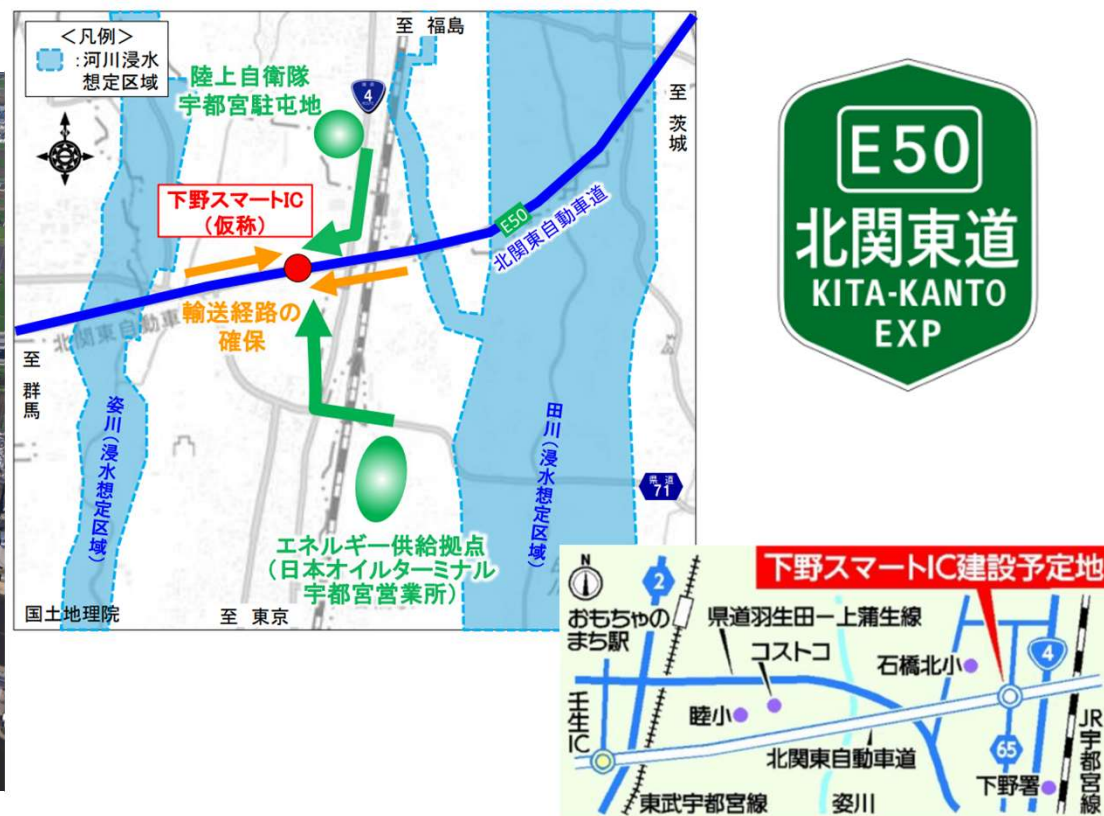 <凡例>
:河川浸水
想定区域
至 福島
陸上自衛隊
宇都宮駐屯地
4
至 茨城
下野スマートIC
(仮称)
E50
北関東自動車道
輸送経路の
確保
北関東自動車
至 群馬
姿川(浸水想定区域)
田川(浸水想定区域)
県道
71
エネルギー供給拠点
(日本オイルターミナル
宇都宮営業所)
国土地理院
至 東京
E50
北関東道
KITA-KANTO
EXP
下野スマートIC建設予定地
N
2
おもちゃの
まち駅
県道羽生田ー上蒲生線
コストコ
石橋北小
4
睦小
壬生IC
北関東自動車道
65
JR宇都宮線
下野署
東武宇都宮線
姿川